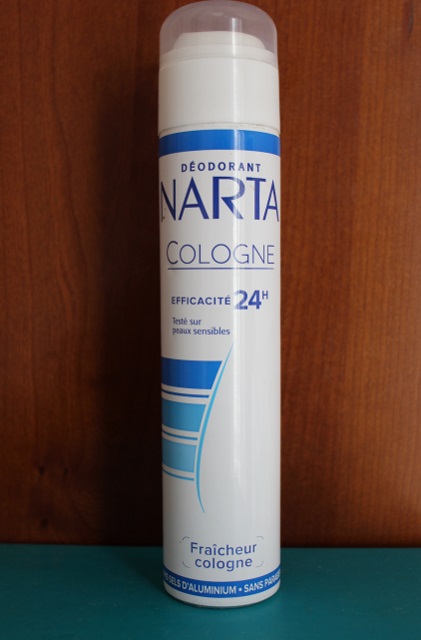 DÉODORANT
NARTA
COLOGNE
EFFICACITÉ 24H
Testé sur
peaux sensibles
Fraîcheur
cologne
SELS D'ALUMINIUM • SANS